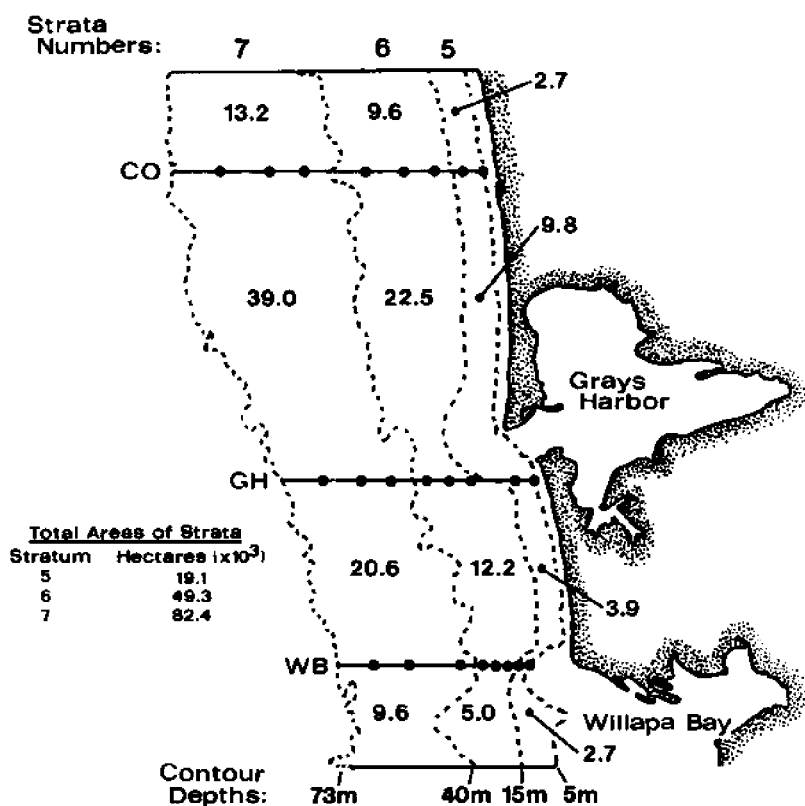 Strata
Numbers: 7 6 5
2.7
13.2 9.6
CO
9.8
39.0 22.5
Grays
Harbor
GH
Total Areas of Strata
Stratum Hectares (x10³)
5 19.1
6 49.3
7 82.4
20.6 12.2
3.9
WB
9.6 5.0
Willapa Bay
2.7
Contour
Depths: 73m 40m 15m 5m